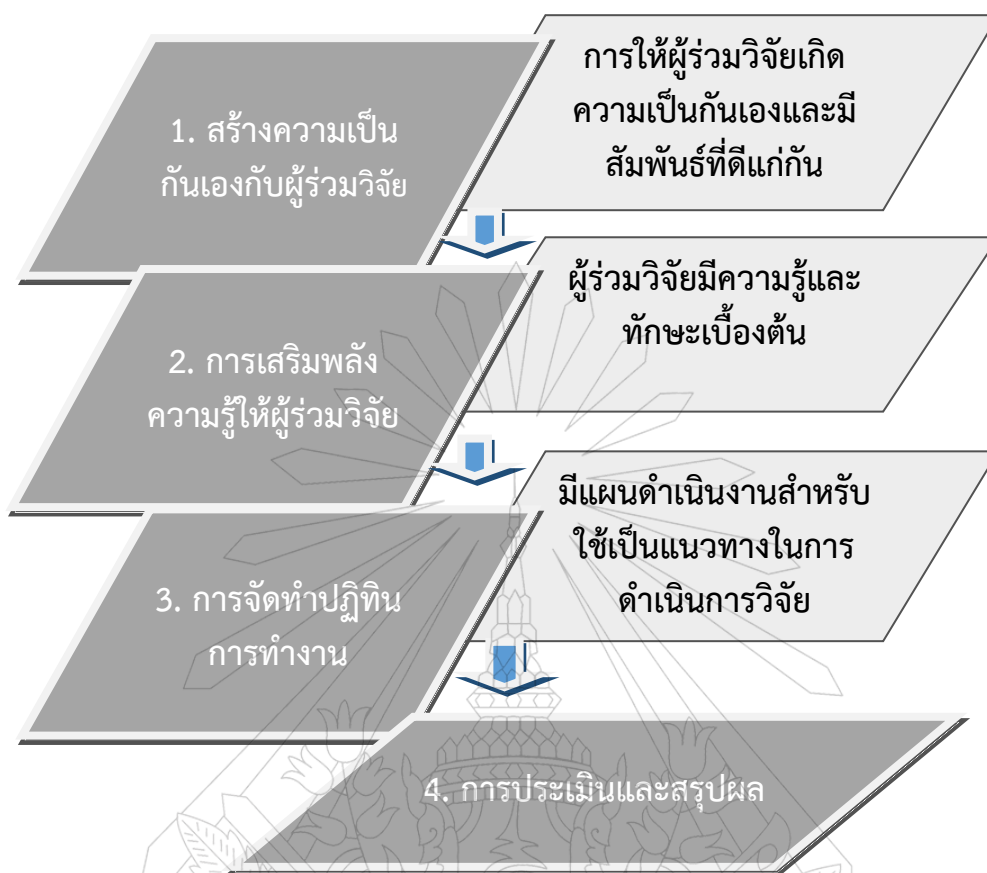 1. สร้างความเป็น
กันเองกับผู้ร่วมวิจัย
การให้ผู้ร่วมวิจัยเกิด
ความเป็นกันเองและมี
สัมพันธ์ที่ดีแก่กัน
2. การเสริมพลัง
ความรู้ให้ผู้ร่วมวิจัย
ผู้ร่วมวิจัยมีความรู้และ
ทักษะเบื้องต้น
3. การจัดทำปฏิทิน
การทำงาน
มีแผนดำเนินงานสำหรับ
ใช้เป็นแนวทางในการ
ดำเนินการวิจัย
4. การประเมินและสรุปผล